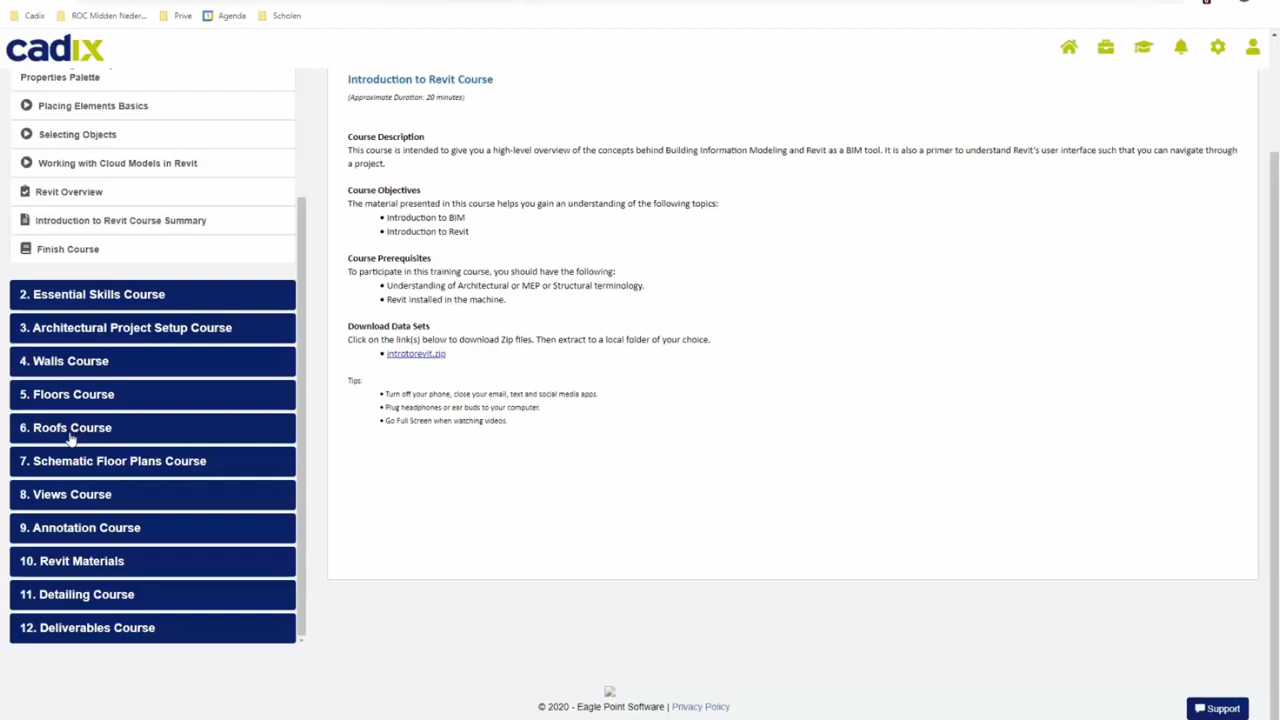 Cadix
ROC Midden Neder...
Prive
Agenda
Scholen
cadix
Properties Palette
Placing Elements Basics
Selecting Objects
Working with Cloud Models in Revit
Revit Overview
Introduction to Revit Course Summary
Finish Course
2. Essential Skills Course
3. Architectural Project Setup Course
4. Walls Course
5. Floors Course
6. Roofs Course
7. Schematic Floor Plans Course
8. Views Course
9. Annotation Course
10. Revit Materials
11. Detailing Course
12. Deliverables Course
Introduction to Revit Course
(Approximate Duration: 20 minutes)
Course Description
This course is intended to give you a high-level overview of the concepts behind Building Information Modeling and Revit as a BIM tool. It is also a primer to understand Revit's user interface such that you can navigate through
a project.
Course Objectives
The material presented in this course helps you gain an understanding of the following topics:
• Introduction to BIM
• Introduction to Revit
Course Prerequisites
To participate in this training course, you should have the following:
• Understanding of Architectural or MEP or Structural terminology.
• Revit installed in the machine.
Download Data Sets
Click on the link(s) below to download Zip files. Then extract to a local folder of your choice.
• introtorevit.zip
Tips:
• Turn off your phone, close your email, text and social media apps.
• Plug headphones or ear buds to your computer.
• Go Full Screen when watching videos.
© 2020 - Eagle Point Software | Privacy Policy
Support